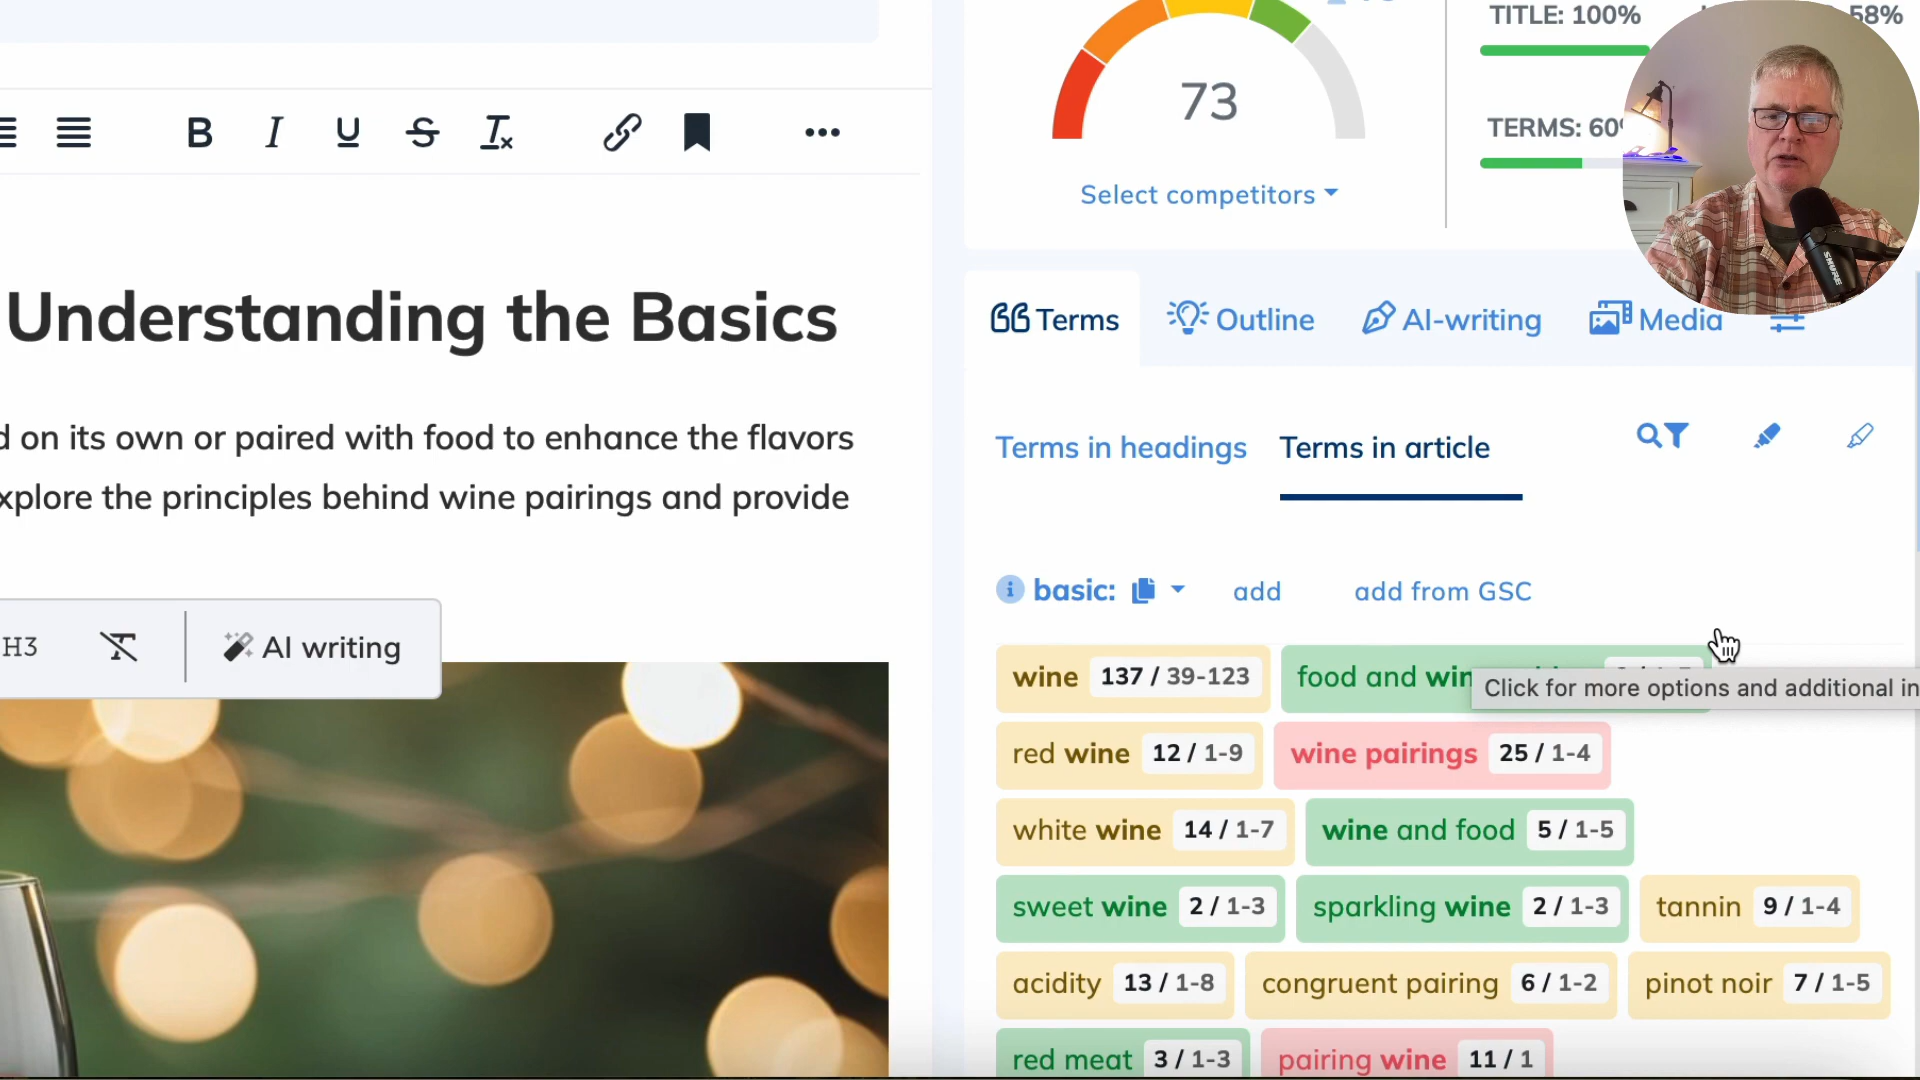 TITLE: 100%
58%
73
TERMS: 60
Select competitors
Understanding the Basics
Terms
Outline
AI-writing
Media
d on its own or paired with food to enhance the flavors
xplore the principles behind wine pairings and provide
Terms in headings
Terms in article
basic:
add
add from GSC
H3
AI writing
wine 137 / 39-123
food and win
Click for more options and additional in
red wine 12 / 1-9
wine pairings 25 / 1-4
white wine 14 / 1-7
wine and food 5 / 1-5
sweet wine 2 / 1-3
sparkling wine 2 / 1-3
tannin 9 / 1-4
acidity 13 / 1-8
congruent pairing 6 / 1-2
pinot noir 7 / 1-5
red meat 3 / 1-3
pairing wine 11 / 1
SHURE